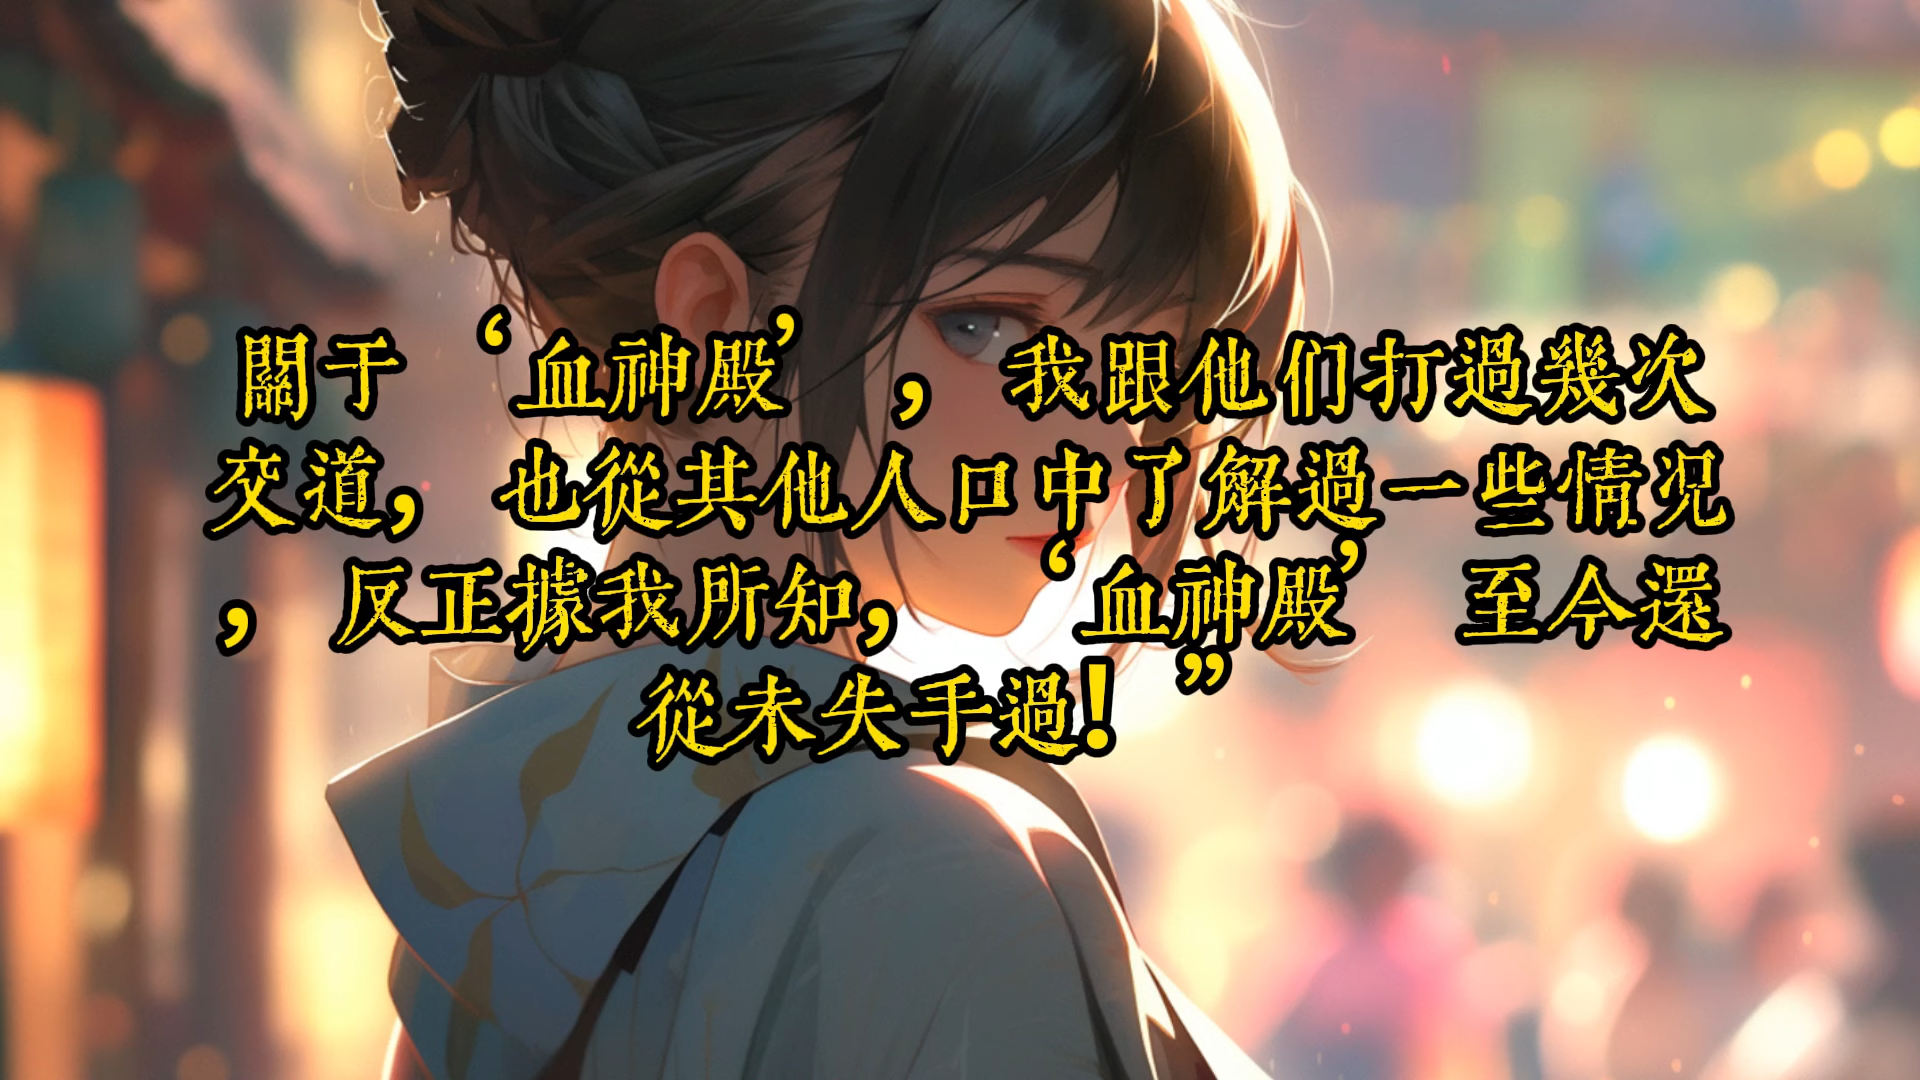 關于‘血神殿’，我跟他们打過幾次
交道，也從其他人口中了解過一些情况
，反正據我所知，‘血神殿’至今還
從未失手過！”